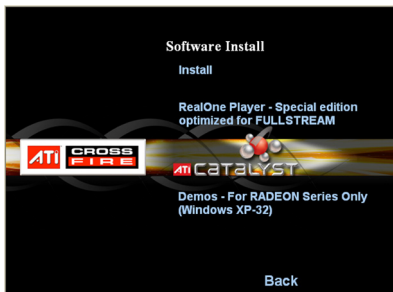 Software Install
Install
RealOne Player - Special edition
optimized for FULLSTREAM
ATI CROSS
FIRE
ATI CATALYST
Demos - For RADEON Series Only
(Windows XP-32)
Back